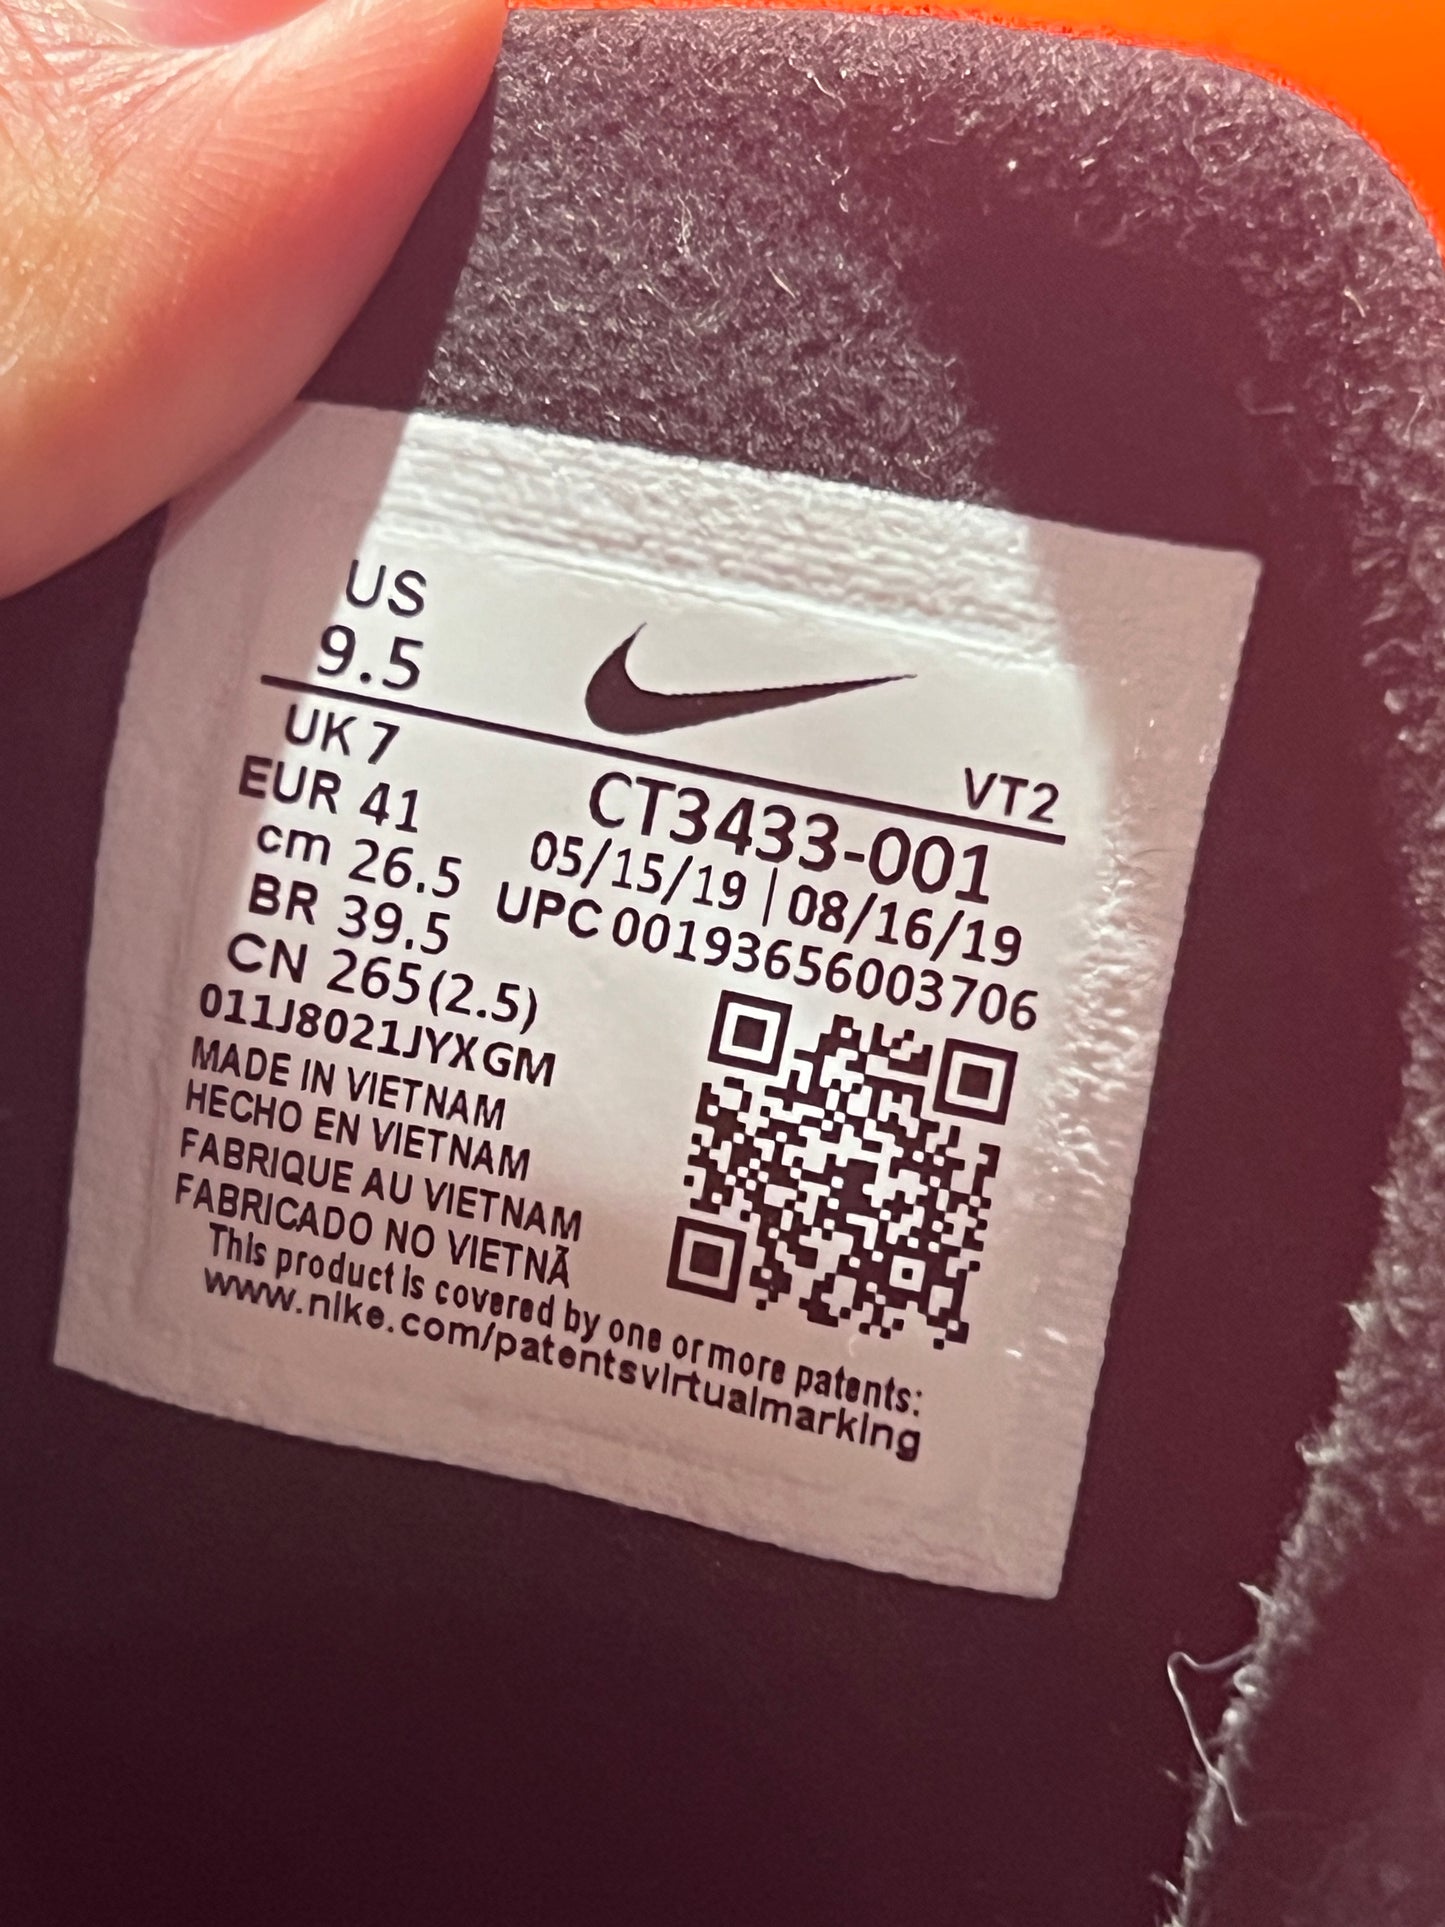 US
9.5
VT2
UK 7
EUR 41
cm 26.5
BR 39.5
CN 265(2.5)
011J8021JYXGM
MADE IN VIETNAM
HECHO EN VIETNAM
FABRIQUE AU VIETNAM
FABRICADO NO VIETNÃ
CT3433-001
05/15/19 | 08/16/19
UPC 00193656003706
This product is covered by one or more patents:
www.nike.com/patentsvirtualmarking